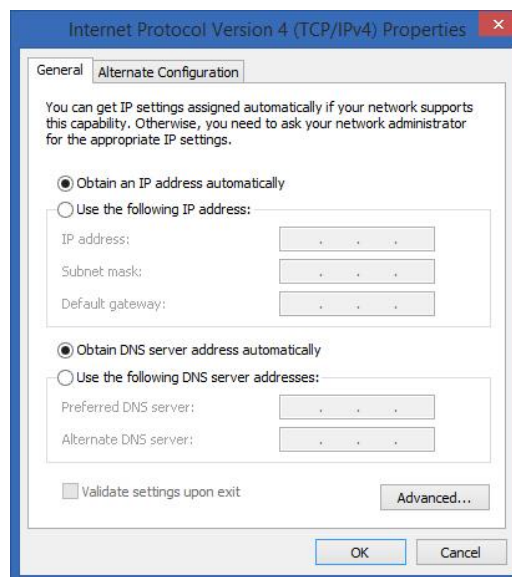 Internet Protocol Version 4 (TCP/IPv4) Properties
General
Alternate Configuration
You can get IP settings assigned automatically if your network supports
this capability. Otherwise, you need to ask your network administrator
for the appropriate IP settings.
Obtain an IP address automatically
Use the following IP address:
IP address:
Subnet mask:
Default gateway:
Obtain DNS server address automatically
Use the following DNS server addresses:
Preferred DNS server:
Alternate DNS server:
Validate settings upon exit
Advanced...
OK
Cancel